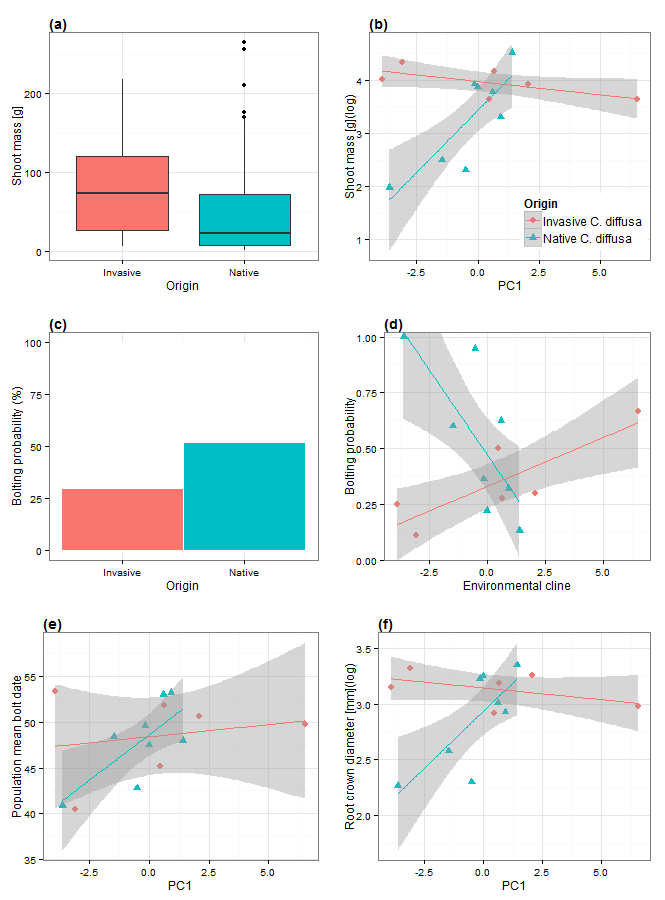 (a)
Shoot mass [g]
200
100
0
Invasive
Native
Origin
(b)
Shoot mass [g](log)
4
3
2
1
-2.5
0.0
2.5
5.0
PC1
Origin
Invasive C. diffusa
Native C. diffusa
(c)
Bolting probability (%)
100
75
50
25
0
Invasive
Native
Origin
(d)
Bolting probability
1.00
0.75
0.50
0.25
0.00
-2.5
0.0
2.5
5.0
Environmental cline
(e)
Population mean bolt date
55
50
45
40
35
-2.5
0.0
2.5
5.0
PC1
(f)
Root crown diameter [mm](log)
3.5
3.0
2.5
2.0
-2.5
0.0
2.5
5.0
PC1